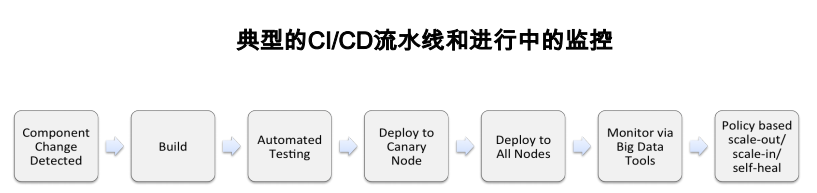 典型的CI/CD流水线和进行中的监控
Component
Change
Detected
Build
Automated
Testing
Deploy to
Canary
Node
Deploy to
All Nodes
Monitor via
Big Data
Tools
Policy based
scale-out/
scale-in/
self-heal